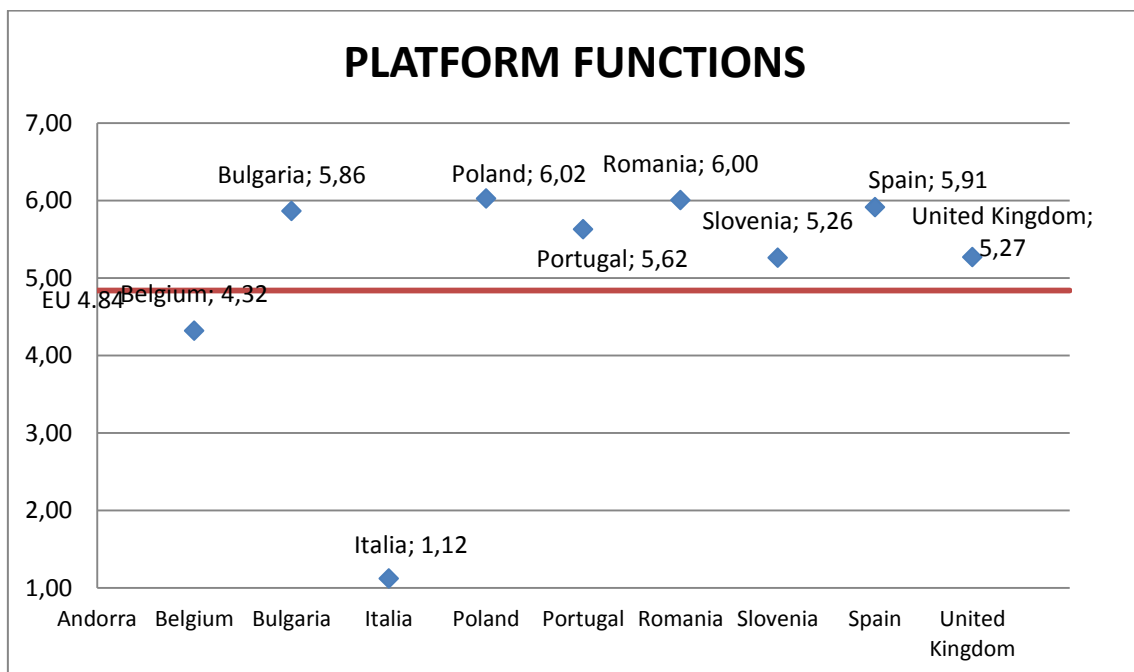 PLATFORM FUNCTIONS
7,00
6,00
5,00
4,00
3,00
2,00
1,00
Bulgaria; 5,86
Poland; 6,02
Romania; 6,00
Spain; 5,91
Portugal; 5,62
Slovenia; 5,26
United Kingdom;
5,27
EU 4.84
Belgium; 4,32
Italia; 1,12
Andorra
Belgium
Bulgaria
Italia
Poland
Portugal
Romania
Slovenia
Spain
United
Kingdom